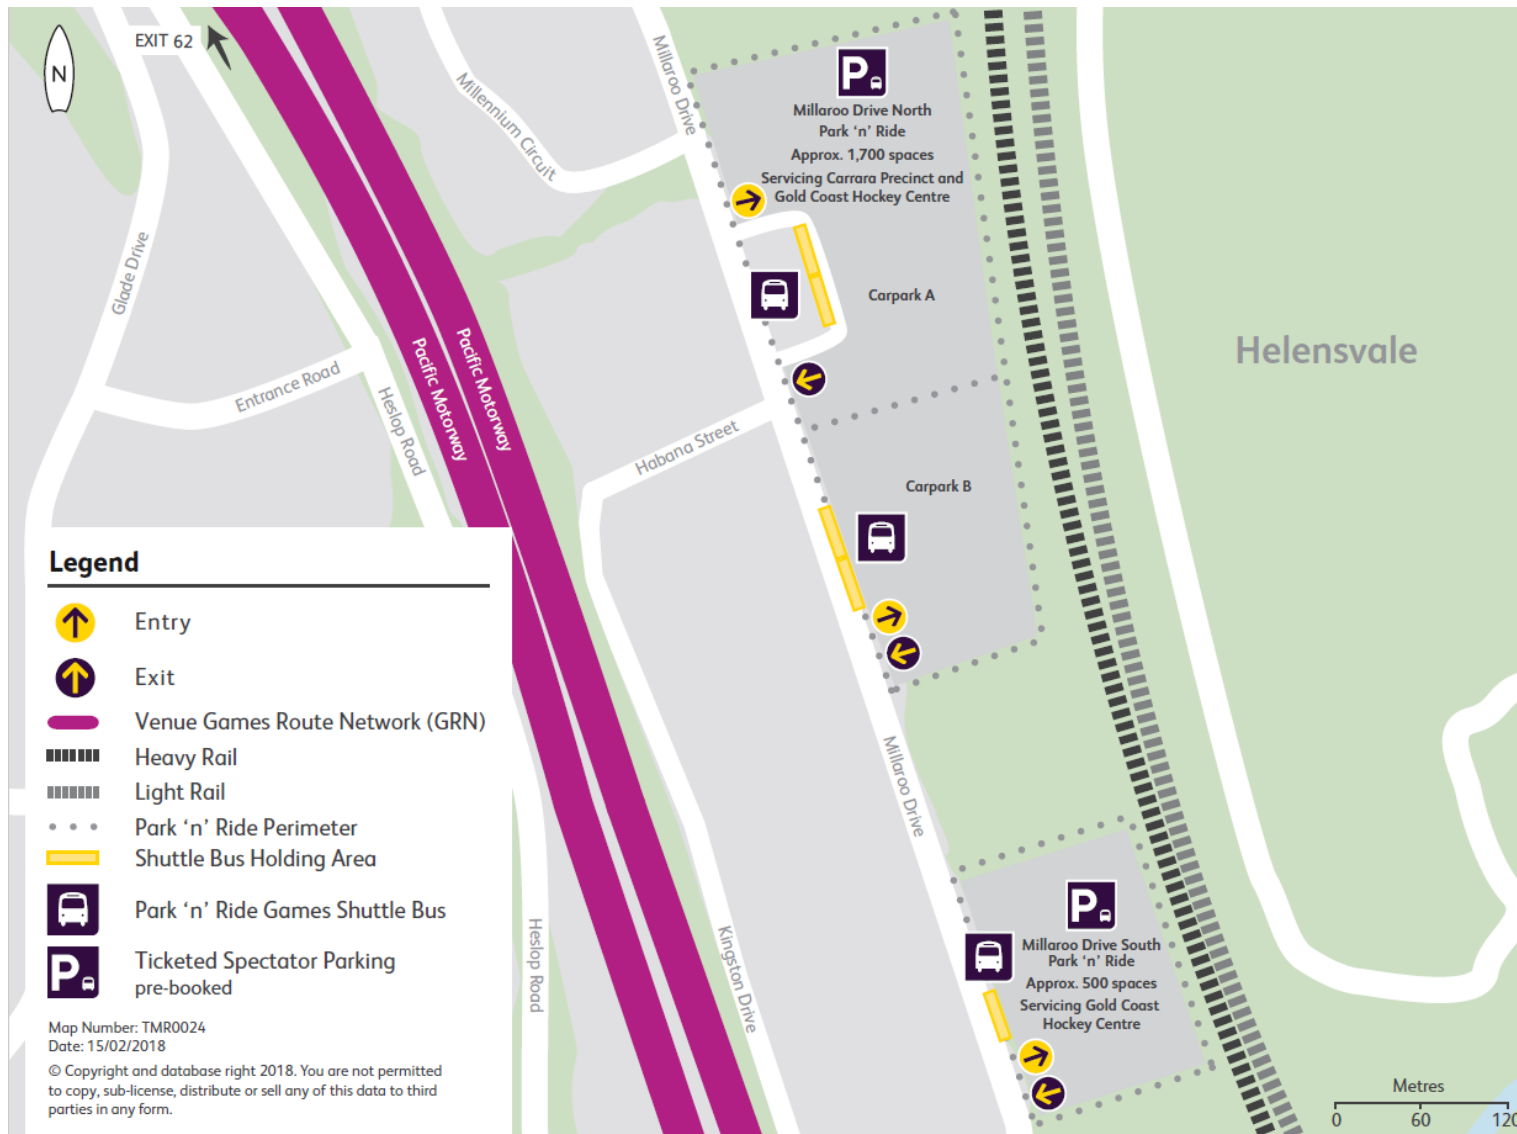 EXIT 62
N
Millaroo Drive
Millennium Circuit
P
Millaroo Drive North
Park ‘n’ Ride
Approx. 1,700 spaces
Servicing Carrara Precinct and
Gold Coast Hockey Centre
Glade Drive
Carpark A
Helensvale
Pacific Motorway
Pacific Motorway
Entrance Road
Heslop Road
Habana Street
Carpark B
Legend
Entry
Exit
Venue Games Route Network (GRN)
Heavy Rail
Light Rail
Park ‘n’ Ride Perimeter
Shuttle Bus Holding Area
Park ‘n’ Ride Games Shuttle Bus
P
Ticketed Spectator Parking
pre-booked
Map Number: TMR0024
Date: 15/02/2018
© Copyright and database right 2018. You are not permitted
to copy, sub-license, distribute or sell any of this data to third
parties in any form.
Heslop Road
Kingston Drive
Millaroo Drive
P
Millaroo Drive South
Park ‘n’ Ride
Approx. 500 spaces
Servicing Gold Coast
Hockey Centre
Metres
0 60 120